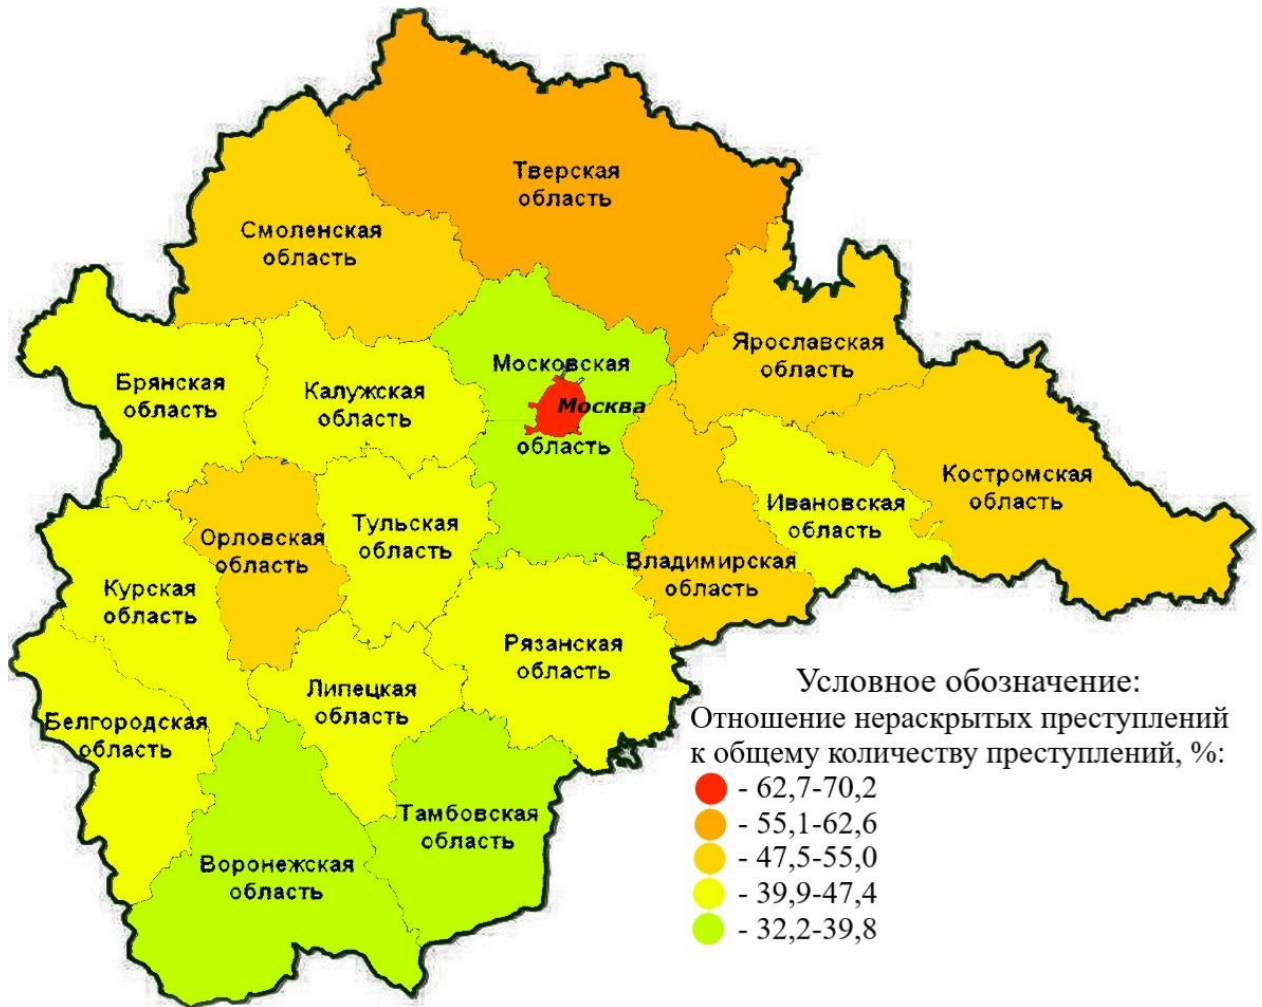 Тверская
область
Смоленская
область
Ярославская
область
Московская
Москва
область
Брянская
область
Калужская
область
Костромская
область
Ивановская
область
Орловская
область
Тульская
область
Владимирская
область
Курская
область
Рязанская
область
Липецкая
область
Белгородская
область
Тамбовская
область
Воронежская
область
Условное обозначение:
Отношение нераскрытых преступлений
к общему количеству преступлений, %:
- 62,7-70,2
- 55,1-62,6
- 47,5-55,0
- 39,9-47,4
- 32,2-39,8